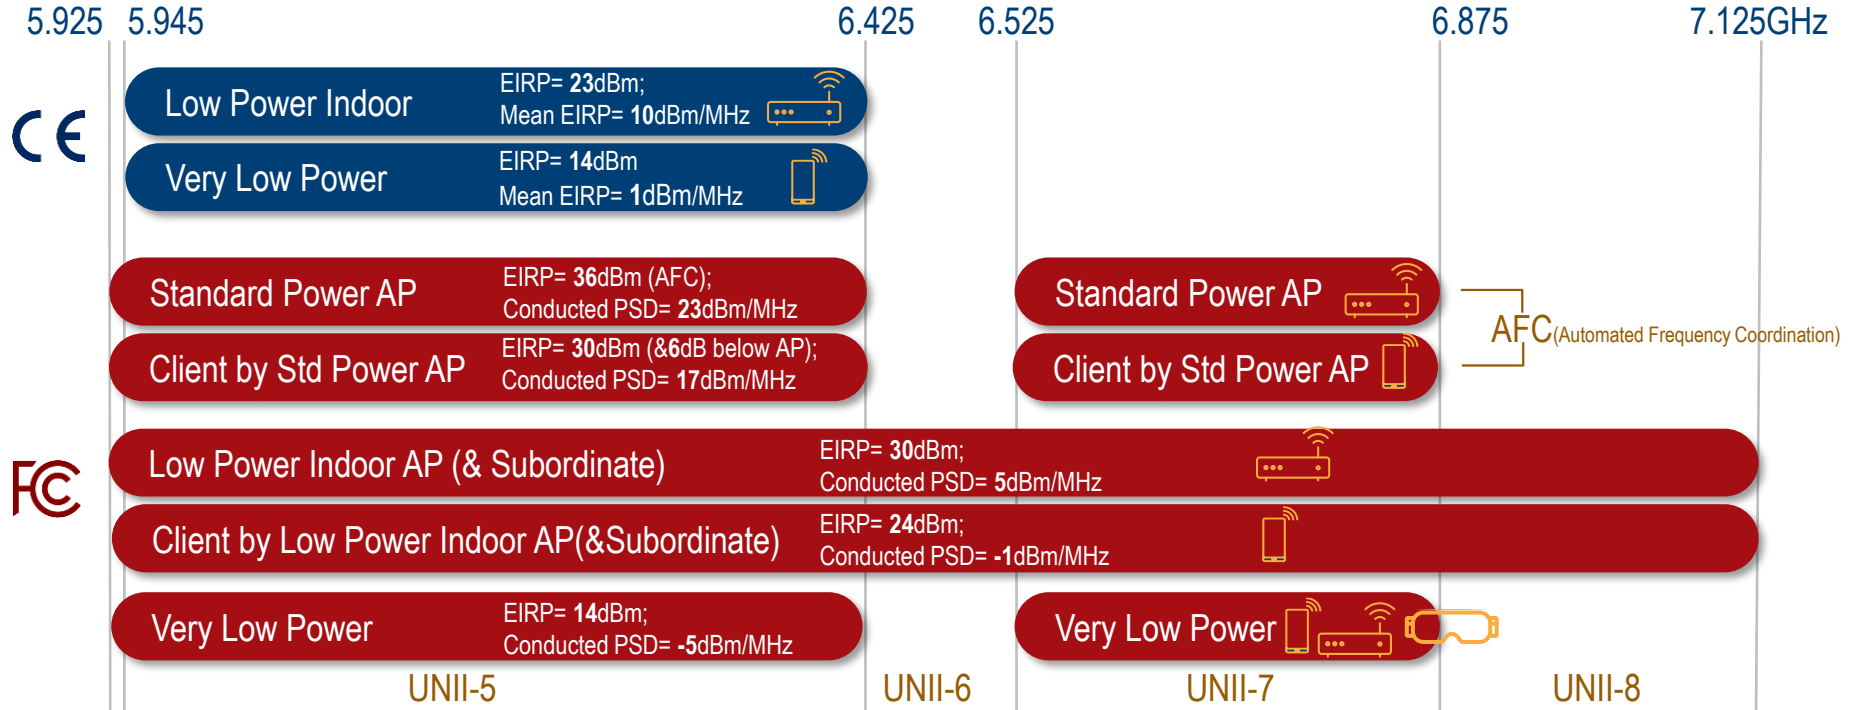 5.925 5.945 6.425 6.525 6.875 7.125GHz
CE
Low Power Indoor
EIRP= 23dBm;
Mean EIRP= 10dBm/MHz
Very Low Power
EIRP= 14dBm
Mean EIRP= 1dBm/MHz
Standard Power AP
EIRP= 36dBm (AFC);
Conducted PSD= 23dBm/MHz
Standard Power AP
Client by Std Power AP
EIRP= 30dBm (&6dB below AP);
Conducted PSD= 17dBm/MHz
Client by Std Power AP
AFC(Automated Frequency Coordination)
FC
Low Power Indoor AP (& Subordinate)
EIRP= 30dBm;
Conducted PSD= 5dBm/MHz
Client by Low Power Indoor AP(&Subordinate)
EIRP= 24dBm;
Conducted PSD= -1dBm/MHz
Very Low Power
EIRP= 14dBm;
Conducted PSD= -5dBm/MHz
Very Low Power
UNII-5 UNII-6 UNII-7 UNII-8